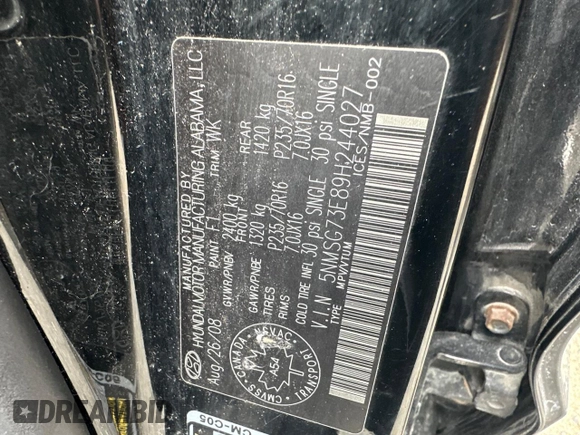 MANUFACTURED BY
HYUNDAI MOTOR MANUFACTURING ALABAMA, LLC
Aug/26/08 PAINT: F1 TRIM: WK
GVWR/PNBV 2400 kg
FRONT REAR
GAWR/PNBE 1320 kg 1420 kg
TIRES P235/70R16 P235/70R16
RIMS 7.0JX16 7.0JX16
COLD TIRE INFL 30 psi SINGLE 30 psi SINGLE
V.I.N 5NMSG73E89H244027
TYPE MPV/VTUM ICES/NMB-002
CANADA NSVAC
A54
CMVSS TRANSPORT
CM-C05
DREAMBID